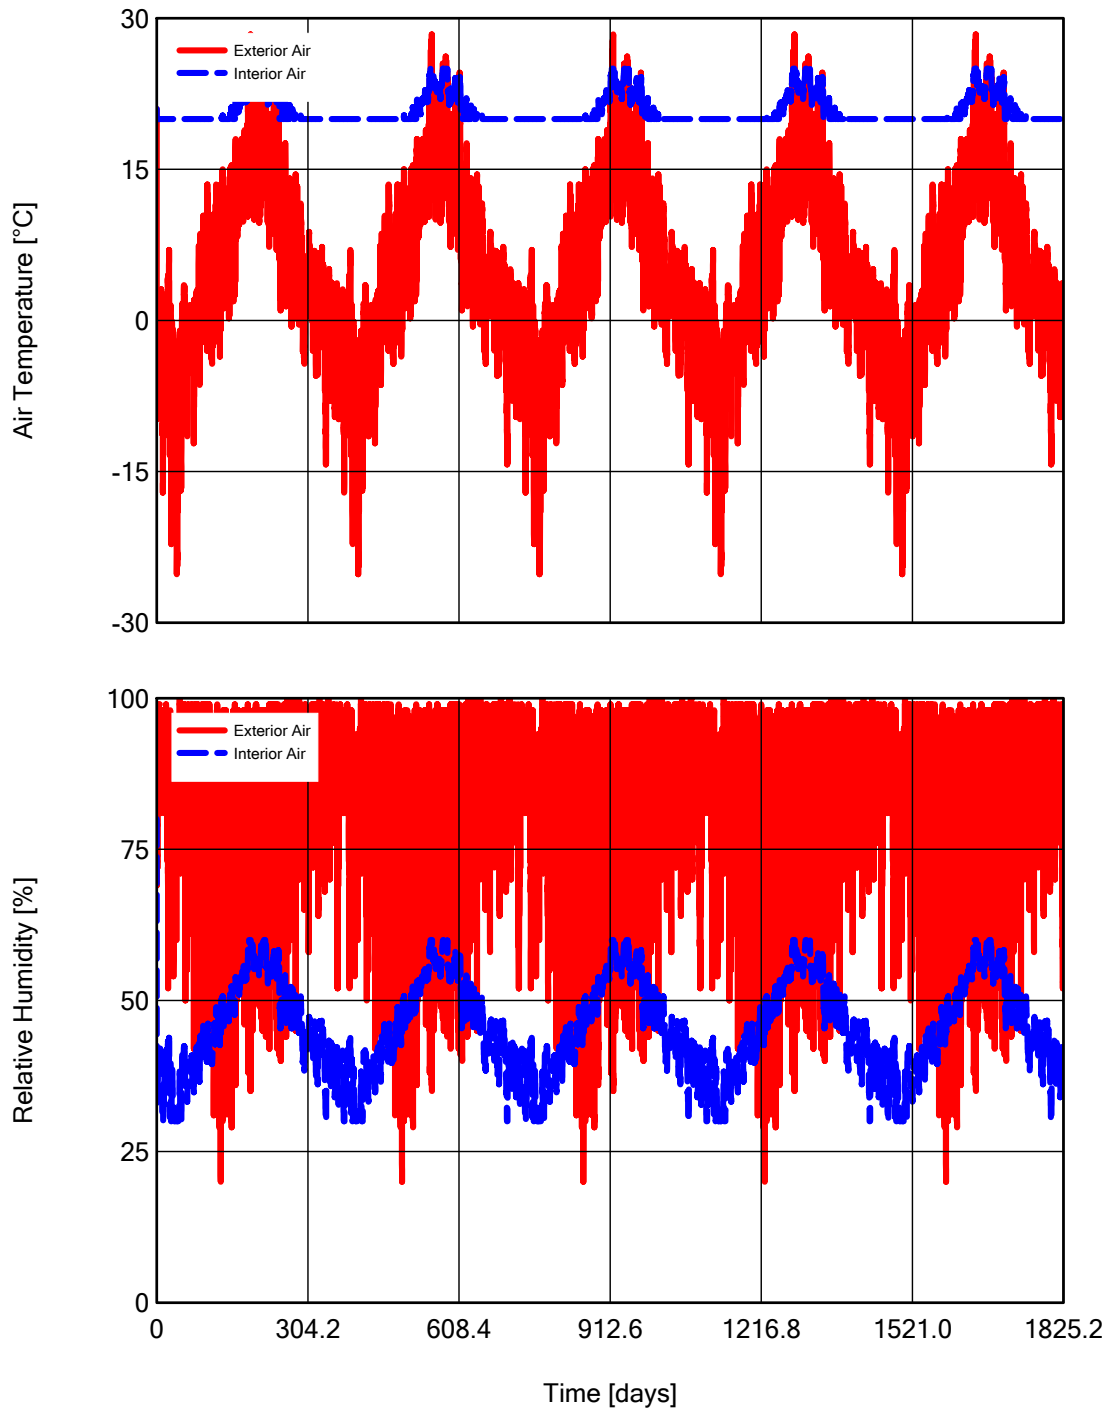 30
15
0
-15
-30
Air Temperature [°C]
Exterior Air
Interior Air
100
75
50
25
0
Relative Humidity [%]
Exterior Air
Interior Air
0 304.2 608.4 912.6 1216.8 1521.0 1825.2
Time [days]